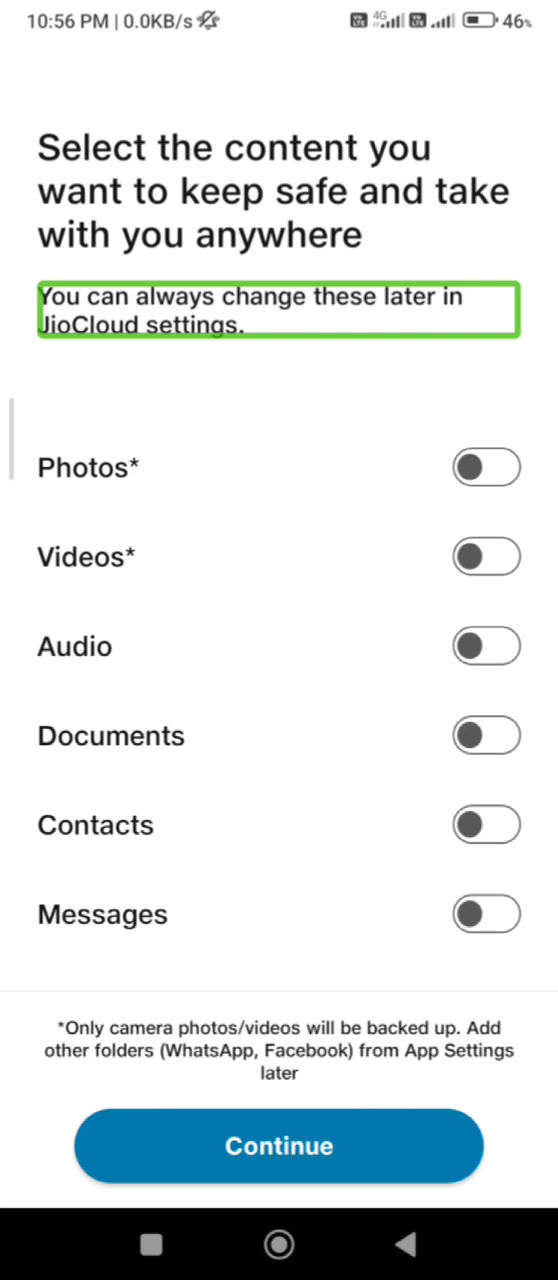 10:56 PM | 0.0KB/s 4G 46%
Select the content you
want to keep safe and take
with you anywhere
You can always change these later in
JioCloud settings.
Photos*
Videos*
Audio
Documents
Contacts
Messages
*Only camera photos/videos will be backed up. Add
other folders (WhatsApp, Facebook) from App Settings
later
Continue